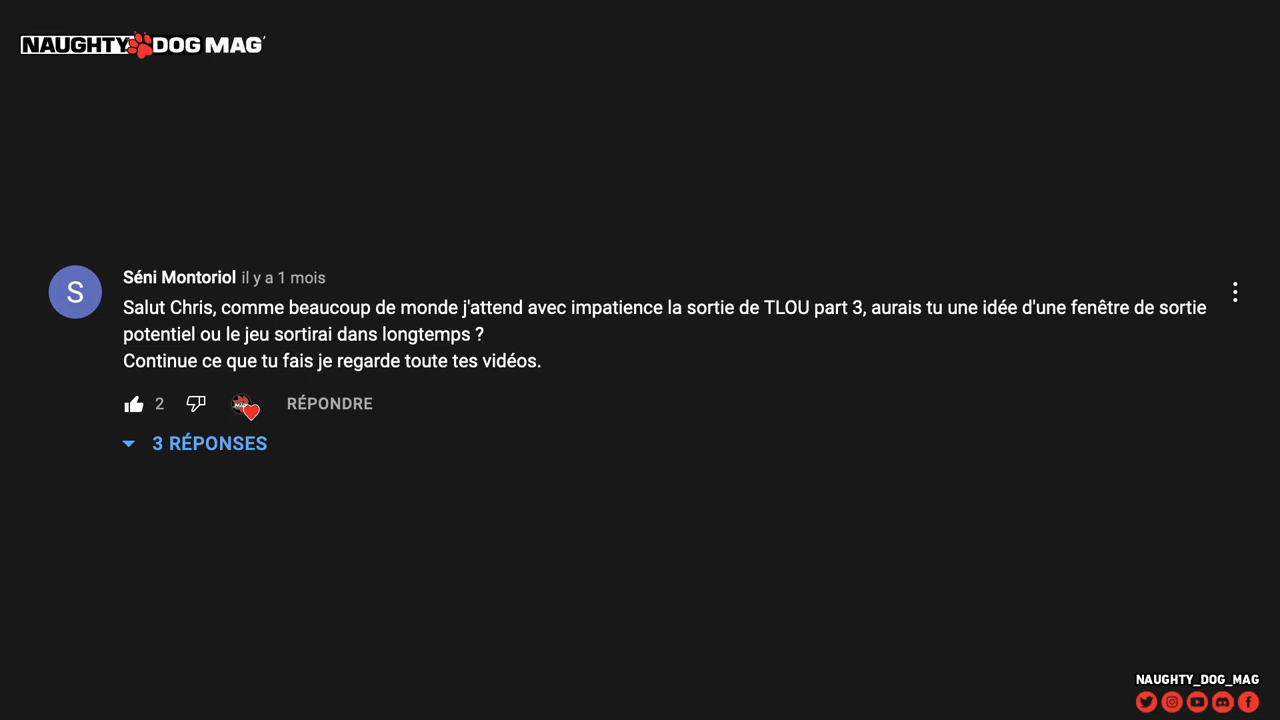 NAUGHTY DOG MAG'
S
Séni Montoriol il y a 1 mois
Salut Chris, comme beaucoup de monde j'attend avec impatience la sortie de TLOU part 3, aurais tu une idée d'une fenêtre de sortie
potentiel ou le jeu sortirai dans longtemps ?
Continue ce que tu fais je regarde toute tes vidéos.
2 RÉPONDRE
3 RÉPONSES
NAUGHTY_DOG_MAG